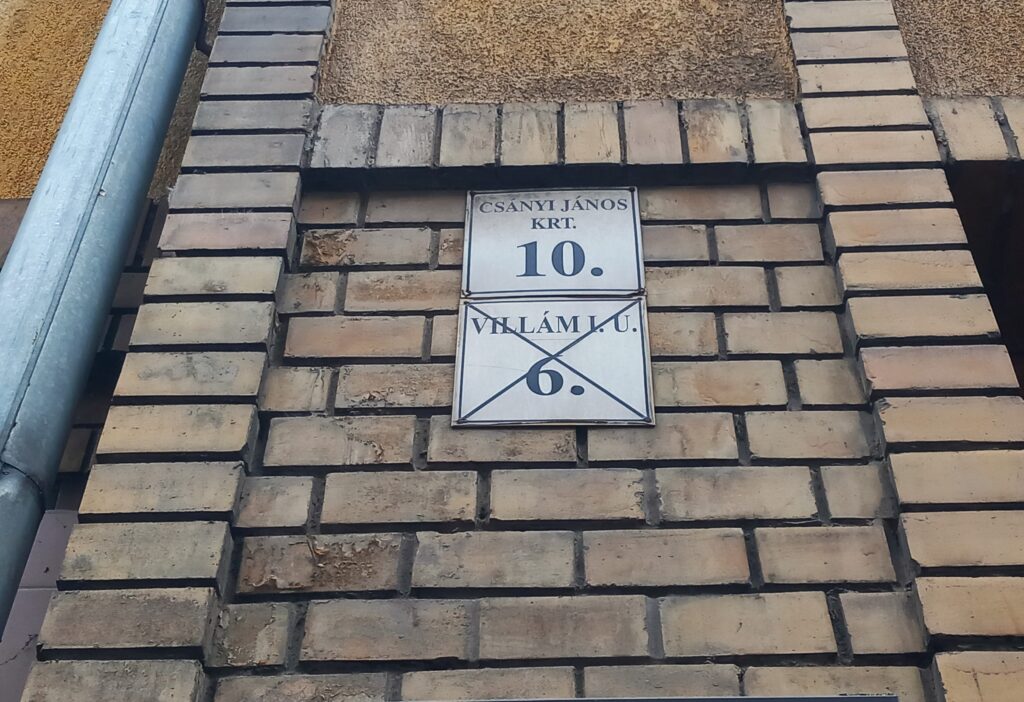 CSÁNYI JÁNOS
KRT.
10.
VILLÁM I. U.
6.